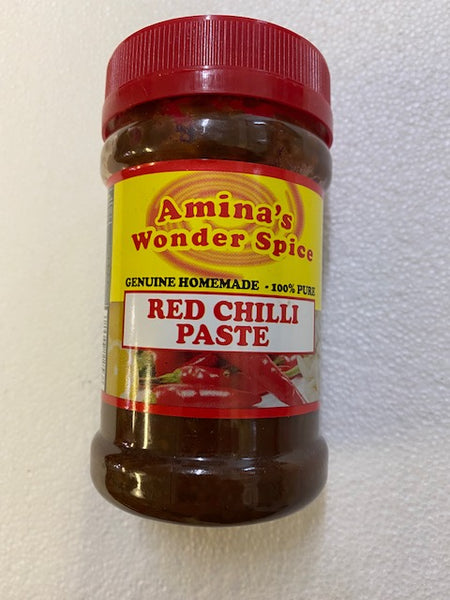 Amina's
Wonder Spice
GENUINE HOMEMADE - 100% PURE
RED CHILLI
PASTE